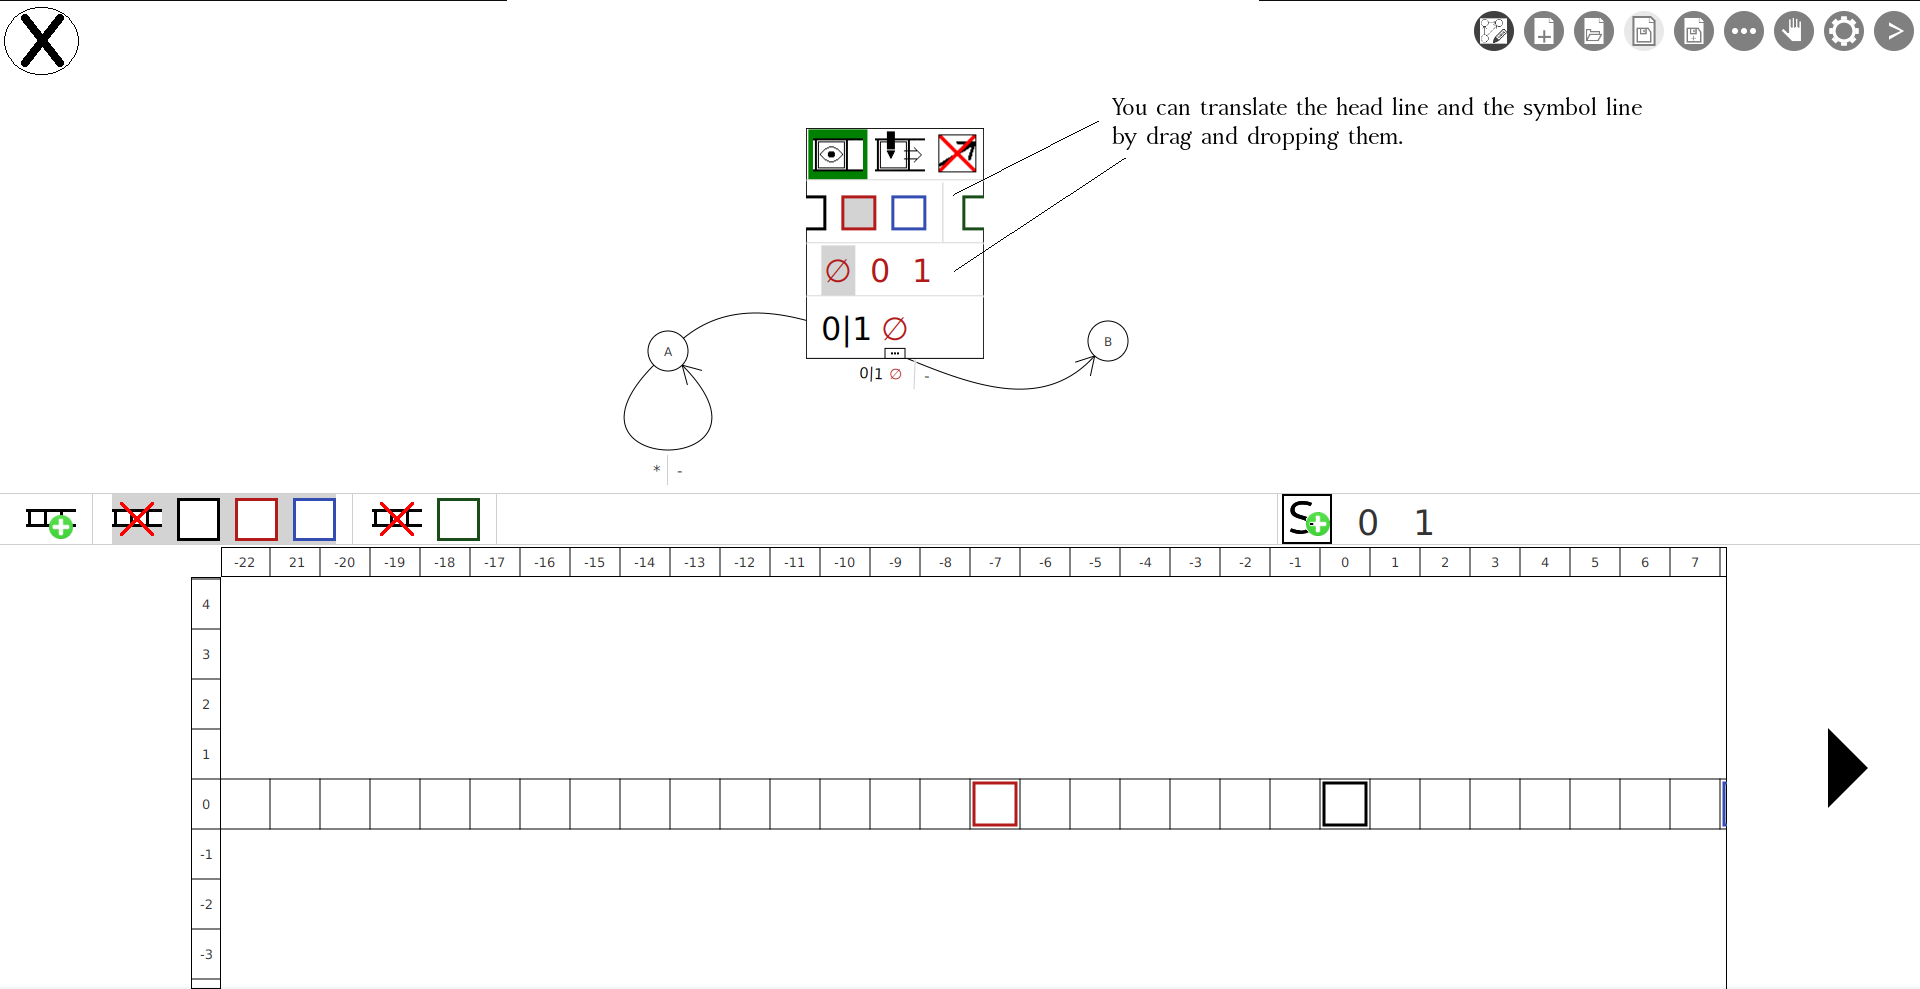 You can translate the head line and the symbol line
by drag and dropping them.
∅ 0 1
0|1 ∅
...
0|1 ∅ -
A
B
* -
0 1
-22 21 -20 -19 -18 -17 -16 -15 -14 -13 -12 -11 -10 -9 -8 -7 -6 -5 -4 -3 -2 -1 0 1 2 3 4 5 6 7
4
3
2
1
0
-1
-2
-3